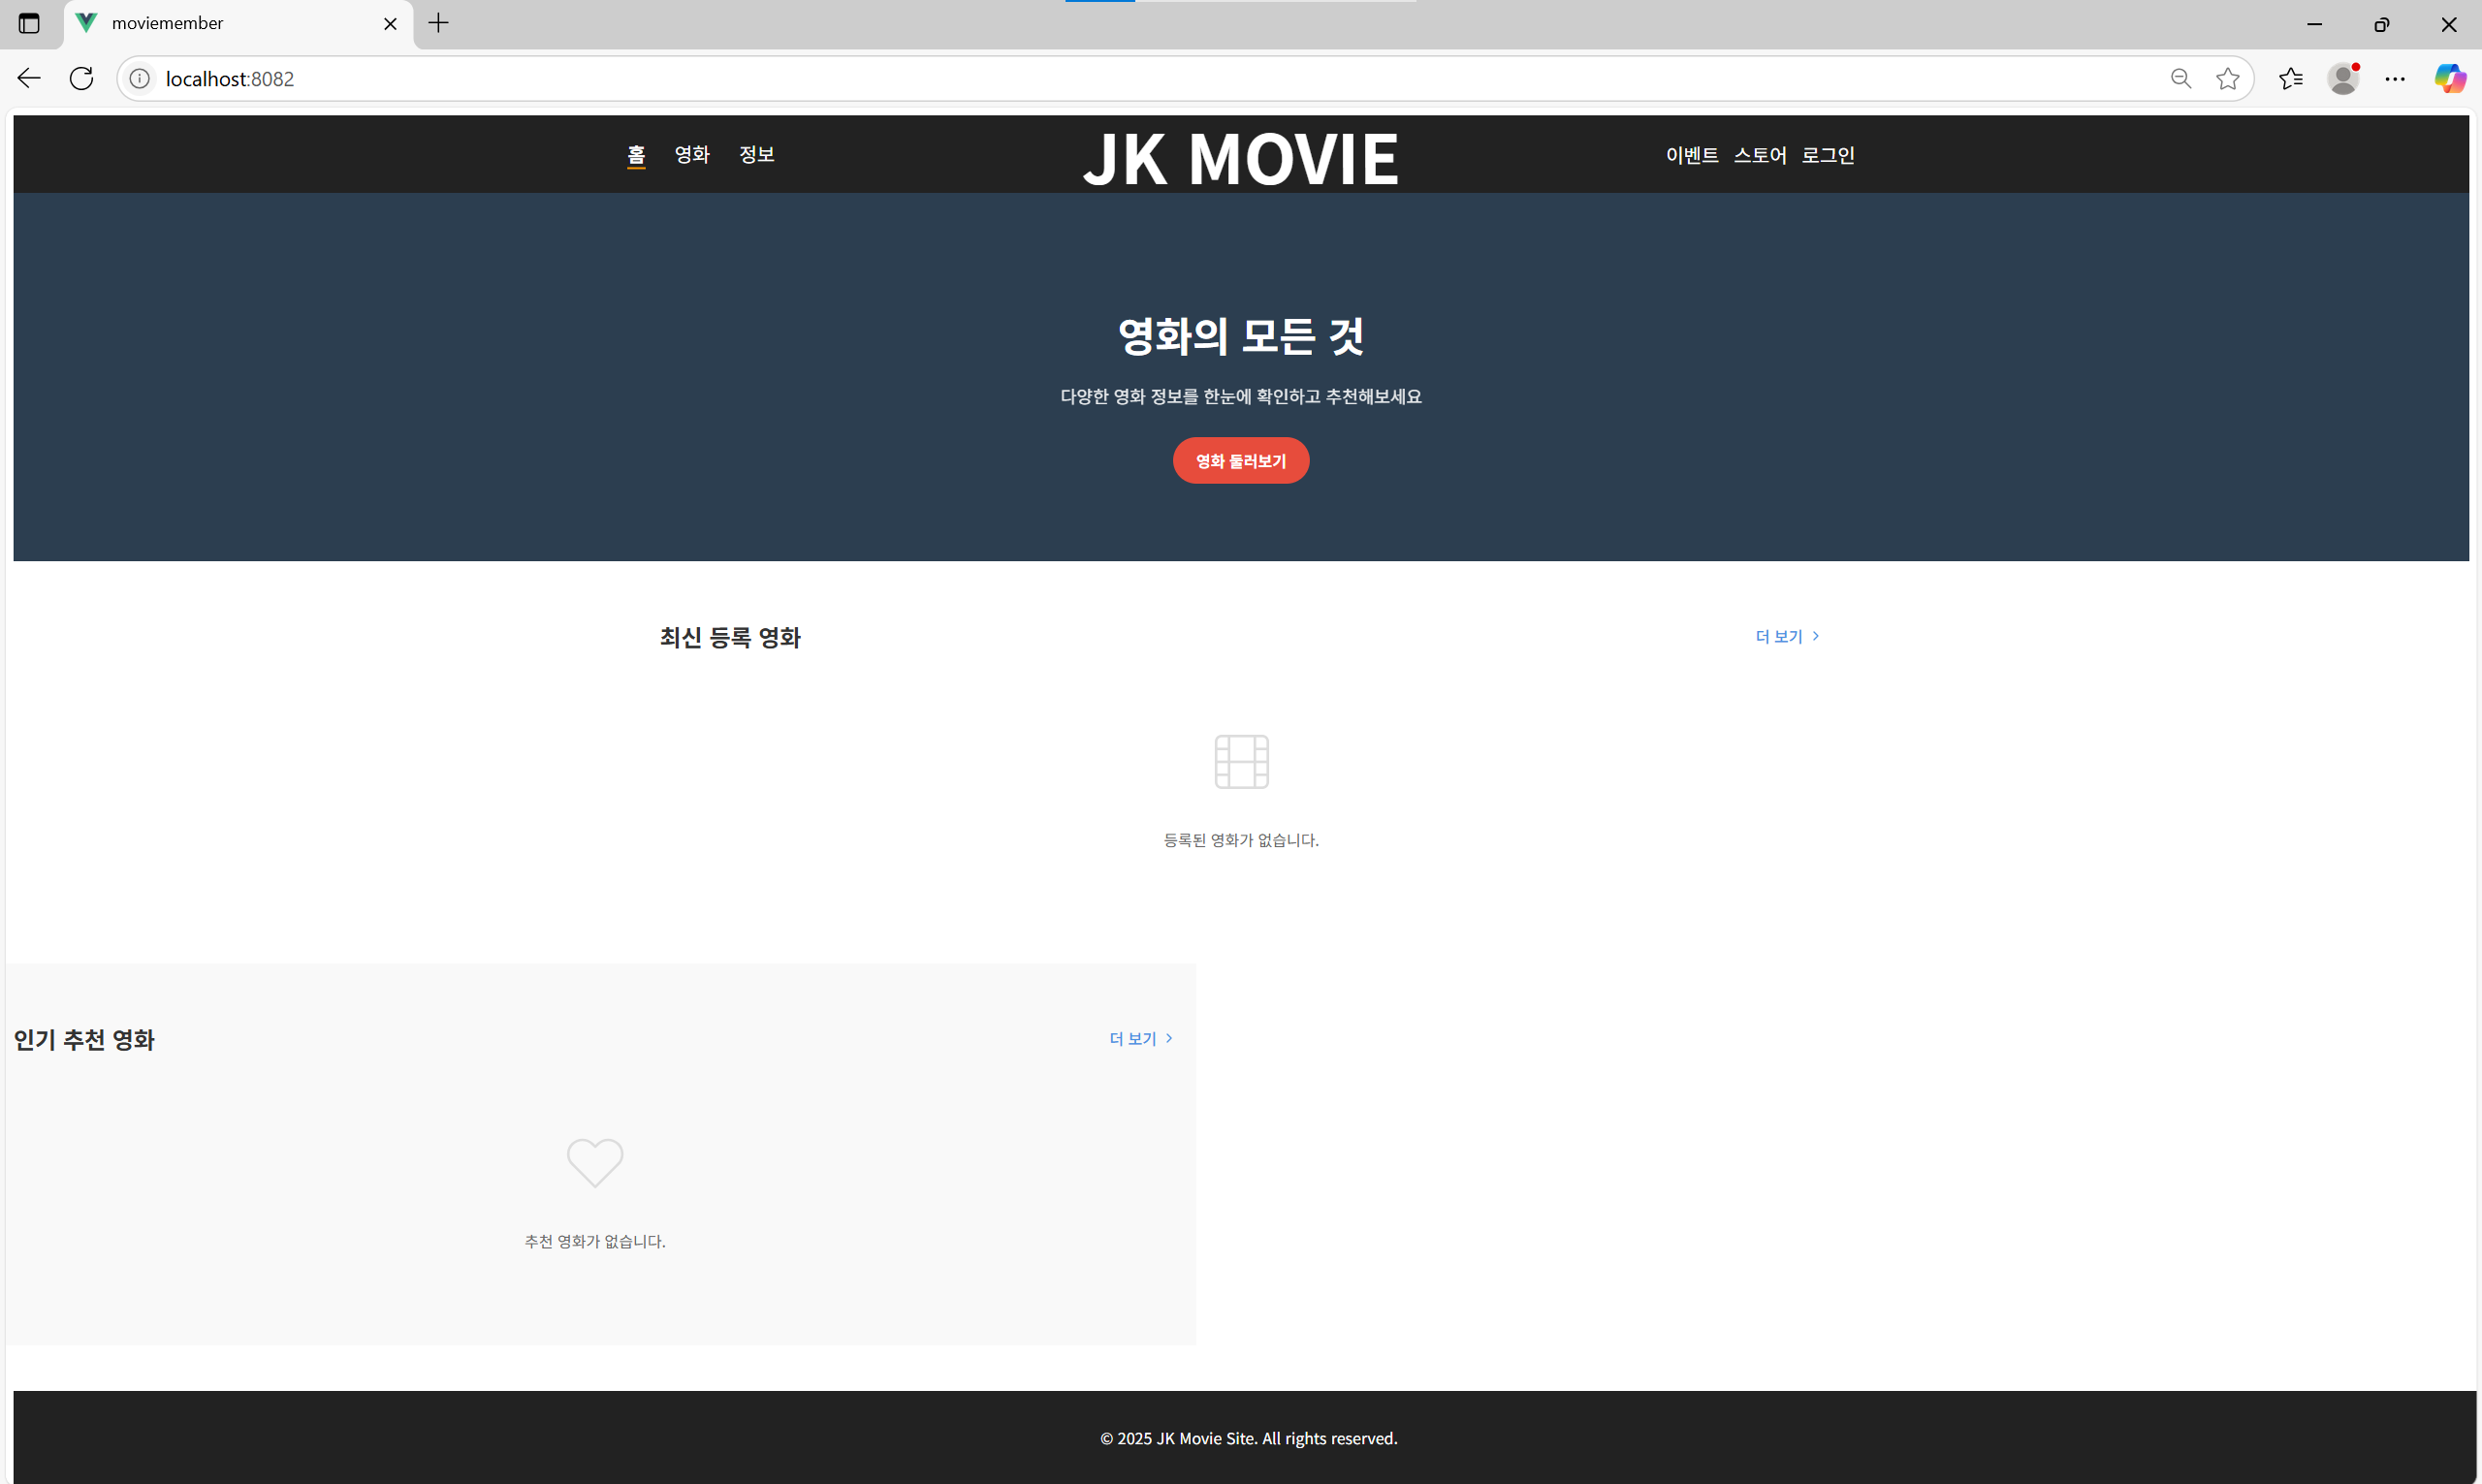 moviemember
localhost:8082
홈 영화 정보
JK MOVIE
이벤트 스토어 로그인
영화의 모든 것
다양한 영화 정보를 한눈에 확인하고 추천해보세요
영화 둘러보기
최신 등록 영화
더 보기
등록된 영화가 없습니다.
인기 추천 영화
더 보기
추천 영화가 없습니다.
© 2025 JK Movie Site. All rights reserved.